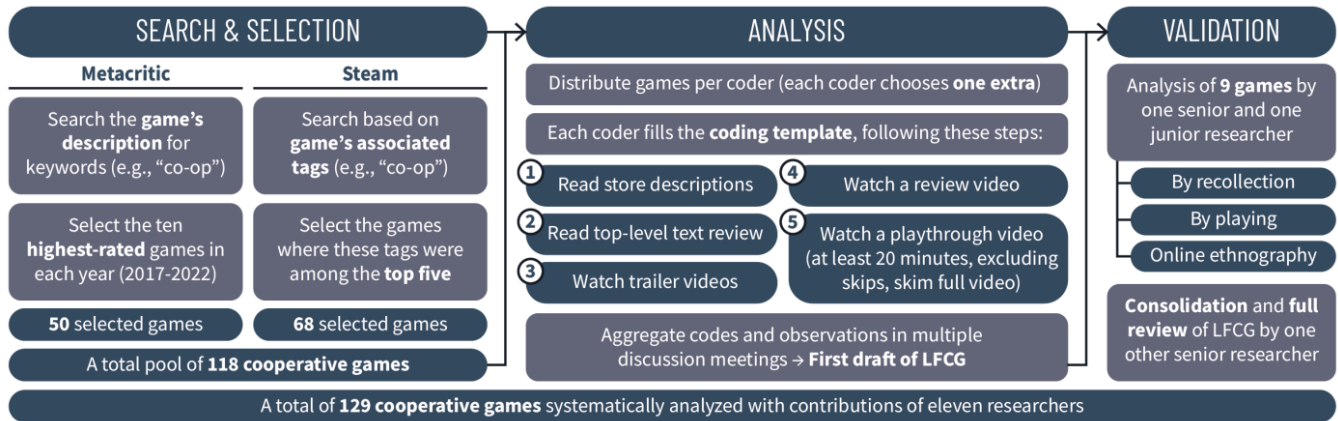 SEARCH & SELECTION
Metacritic
Search the game's
description for
keywords (e.g., “co-op”)
Select the ten
highest-rated games in
each year (2017-2022)
50 selected games
Steam
Search based on
game's associated
tags (e.g., “co-op”)
Select the games
where these tags were
among the top five
68 selected games
A total pool of 118 cooperative games
ANALYSIS
Distribute games per coder (each coder chooses one extra)
Each coder fills the coding template, following these steps:
1
Read store descriptions
2
Read top-level text review
3
Watch trailer videos
4
Watch a review video
5
Watch a playthrough video
(at least 20 minutes, excluding
skips, skim full video)
Aggregate codes and observations in multiple
discussion meetings → First draft of LFCG
VALIDATION
Analysis of 9 games by
one senior and one
junior researcher
By recollection
By playing
Online ethnography
Consolidation and full
review of LFCG by one
other senior researcher
A total of 129 cooperative games systematically analyzed with contributions of eleven researchers